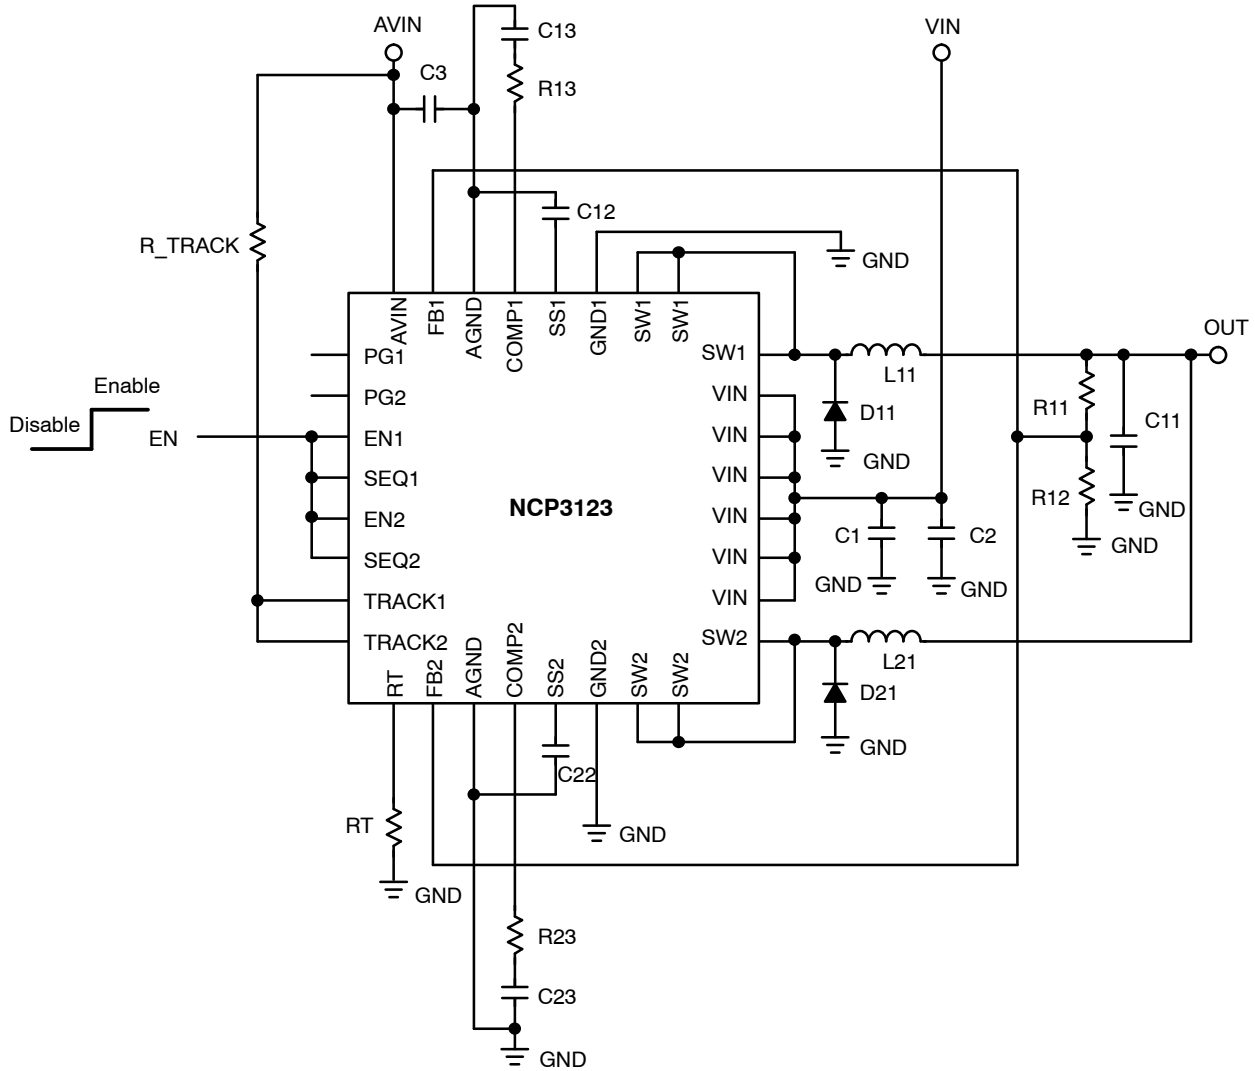 AVIN
VIN
C13
C3
R13
C12
R_TRACK
GND
AVIN
FB1
AGND
COMP1
SS1
GND1
SW1
SW1
OUT
PG1
SW1
L11
Enable
PG2
VIN
R11
D11
C11
Disable
EN
EN1
VIN
GND
SEQ1
VIN
R12
NCP3123
GND
EN2
VIN
C1
C2
GND
SEQ2
VIN
GND
GND
TRACK1
VIN
TRACK2
SW2
L21
RT
FB2
AGND
COMP2
SS2
GND2
SW2
SW2
D21
GND
C22
RT
GND
GND
R23
C23
GND